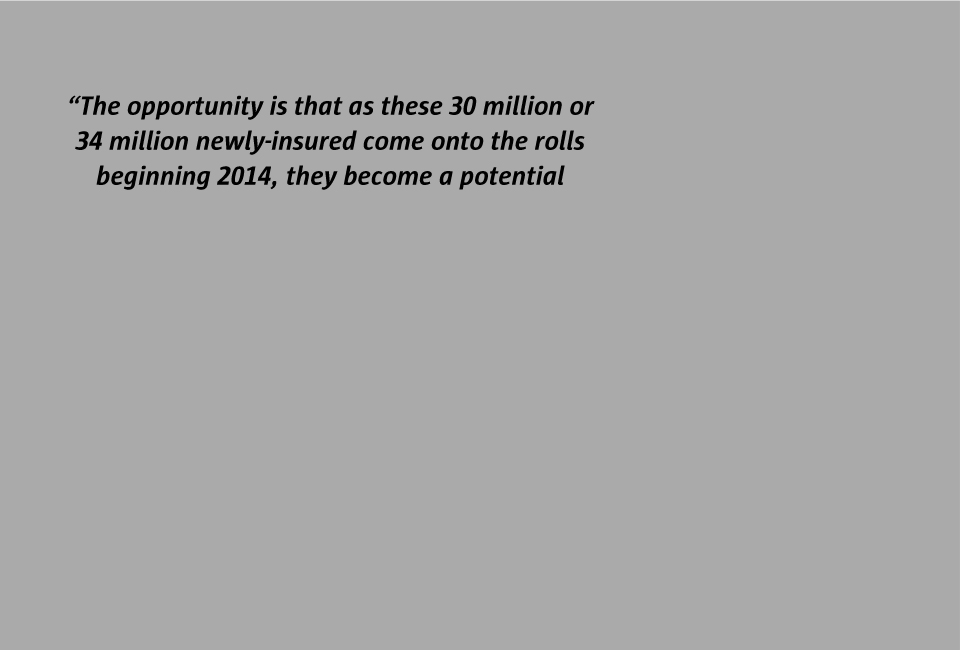 “The opportunity is that as these 30 million or
34 million newly-insured come onto the rolls
beginning 2014, they become a potential